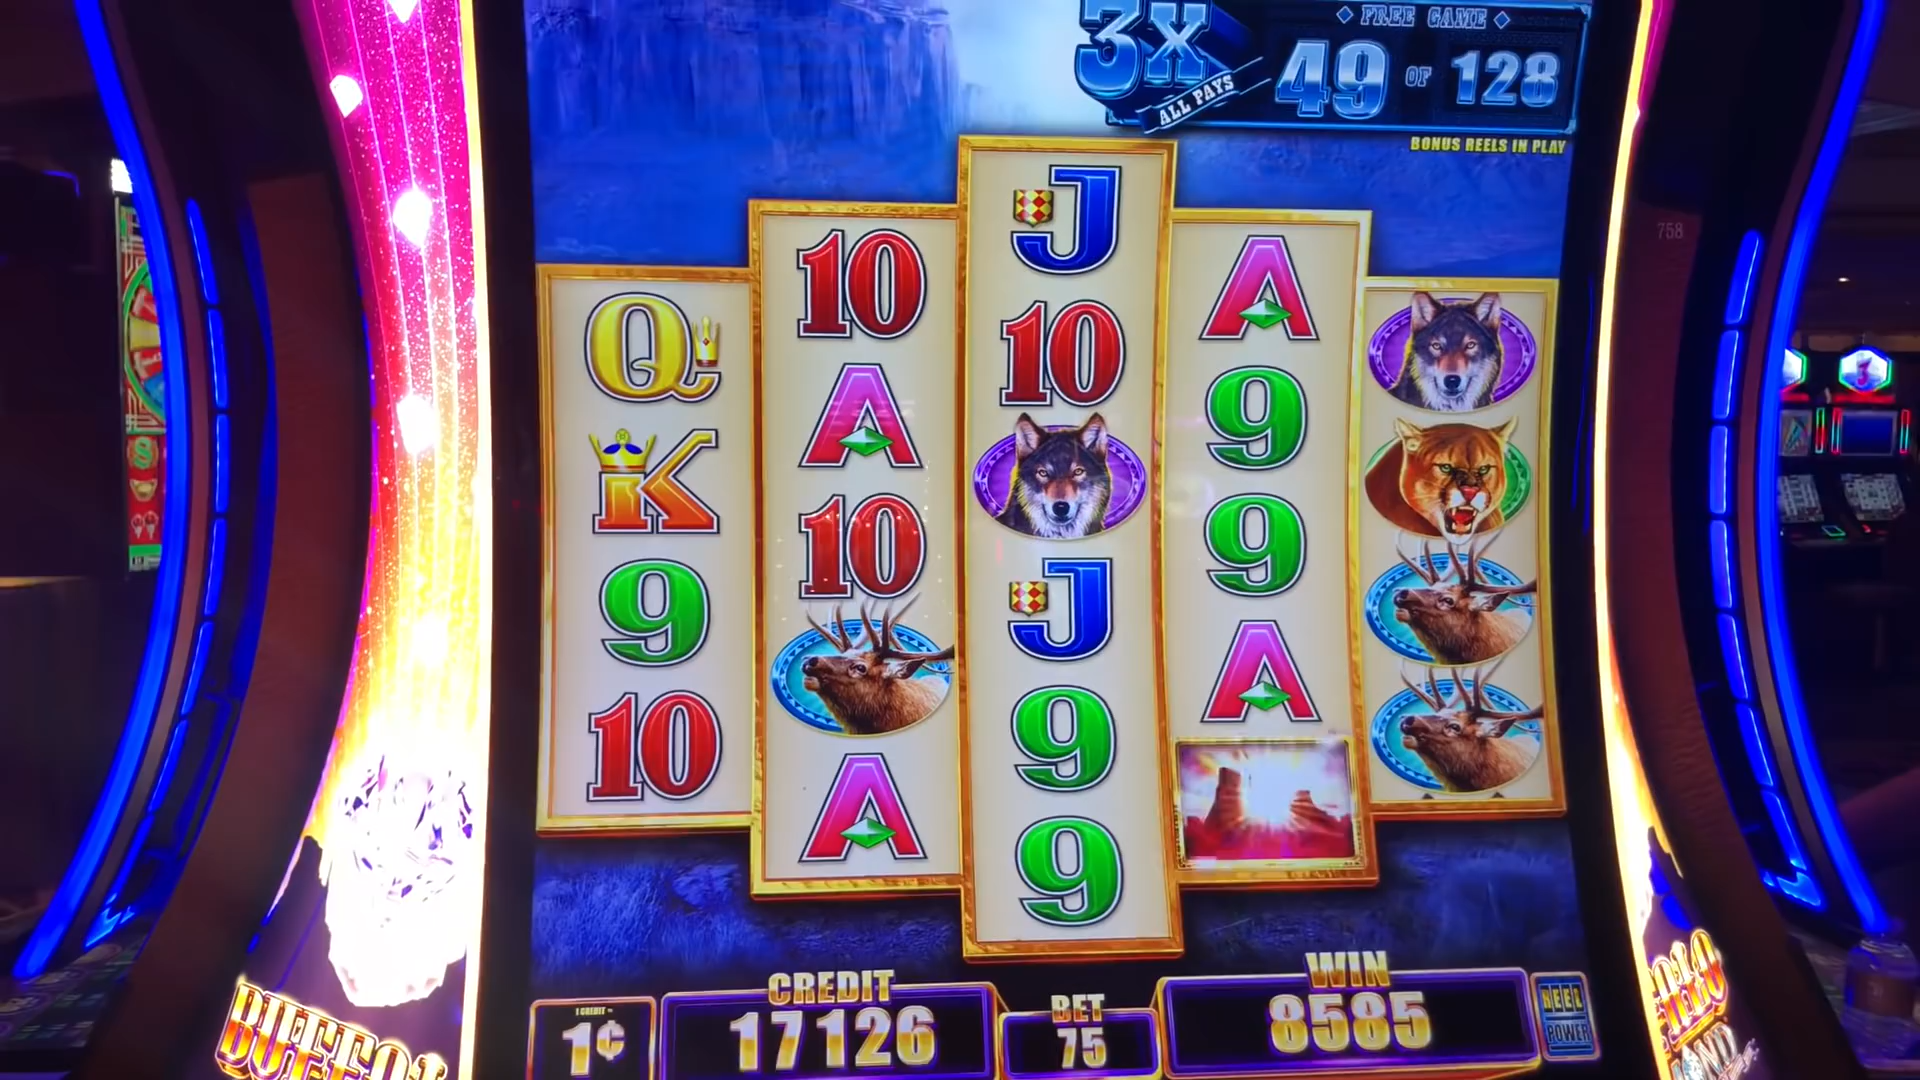 3X
ALL PAYS
FREE GAME
49 OF 128
BONUS REELS IN PLAY
758
Q
K
9
10
10
A
10
A
J
10
J
9
9
A
9
9
A
1 CREDIT =
1¢
CREDIT
17126
BET
75
WIN
8585
REEL
POWER
3